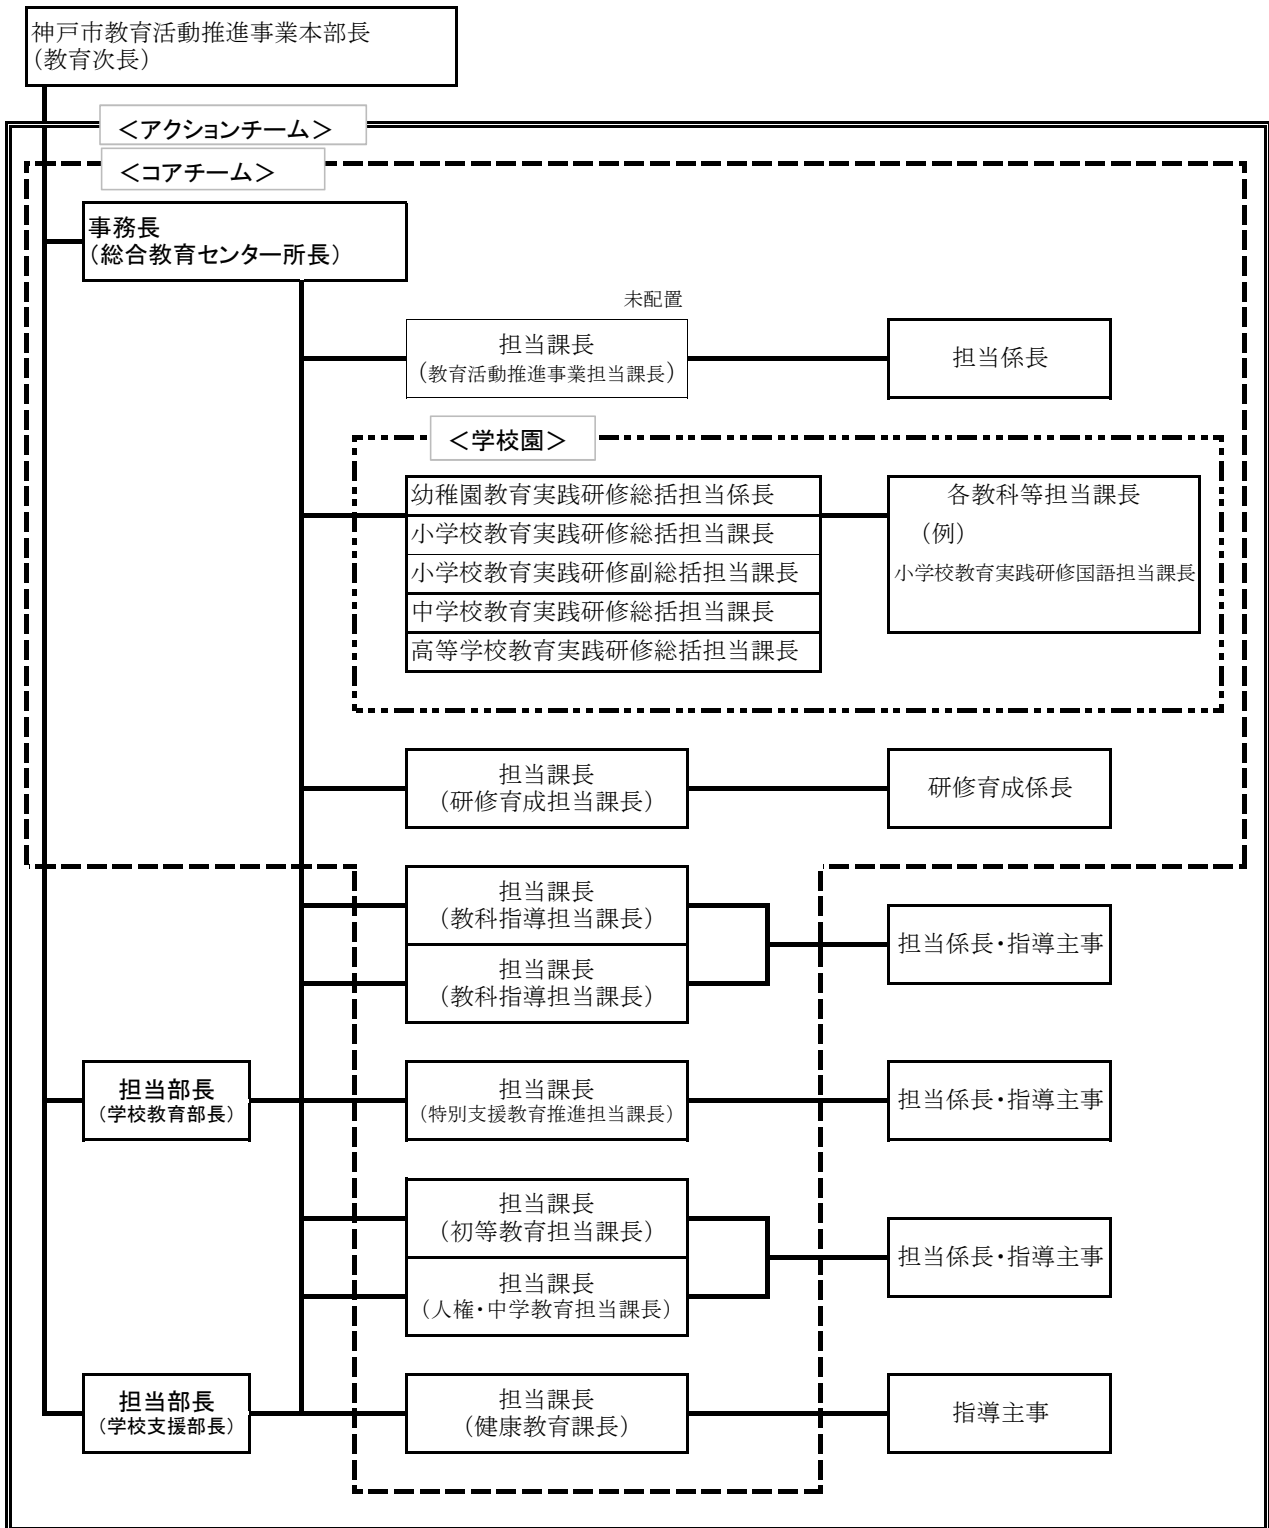 神戸市教育活動推進事業本部長
（教育次長）
＜アクションチーム＞
＜コアチーム＞
事務長
（総合教育センター所長）
未配置
担当課長
（教育活動推進事業担当課長）
担当係長
＜学校園＞
幼稚園教育実践研修総括担当係長
小学校教育実践研修総括担当課長
小学校教育実践研修副総括担当課長
中学校教育実践研修総括担当課長
高等学校教育実践研修総括担当課長
各教科等担当課長
（例）
小学校教育実践研修国語担当課長
担当課長
（研修育成担当課長）
研修育成係長
担当課長
（教科指導担当課長）
担当課長
（教科指導担当課長）
担当係長・指導主事
担当部長
（学校教育部長）
担当課長
（特別支援教育推進担当課長）
担当係長・指導主事
担当課長
（初等教育担当課長）
担当課長
（人権・中学教育担当課長）
担当係長・指導主事
担当部長
（学校支援部長）
担当課長
（健康教育課長）
指導主事